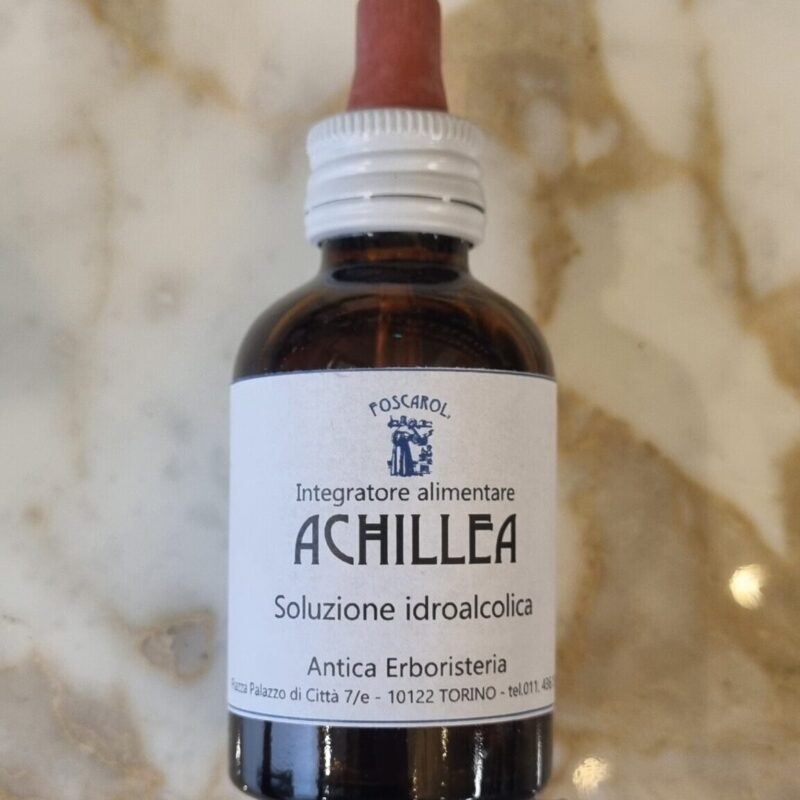 FOSCAROL,
Integratore alimentare
ACHILLEA
Soluzione idroalcolica
Antica Erboristeria
Piazza Palazzo di Città 7/e - 10122 TORINO - tel.011.